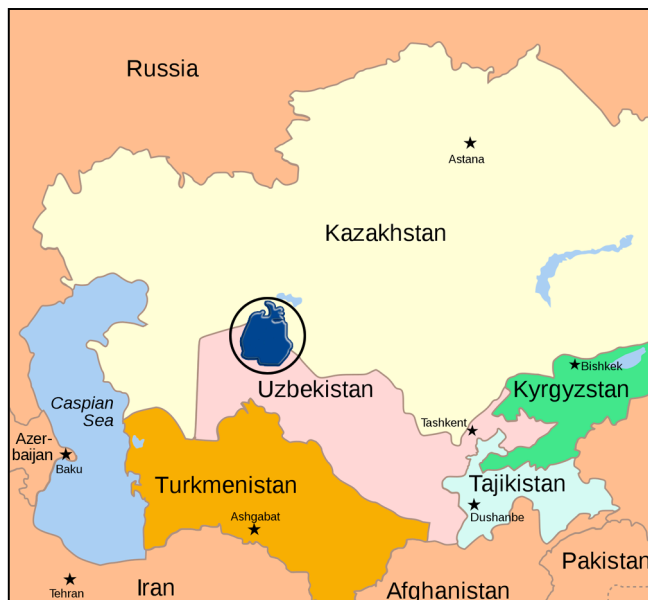 Russia
Astana
Kazakhstan
Bishkek
Uzbekistan
Kyrgyzstan
Caspian
Sea
Tashkent
Azer-
baijan
Baku
Turkmenistan
Tajikistan
Ashgabat
Dushanbe
Pakistan
Tehran
Iran
Afghanistan